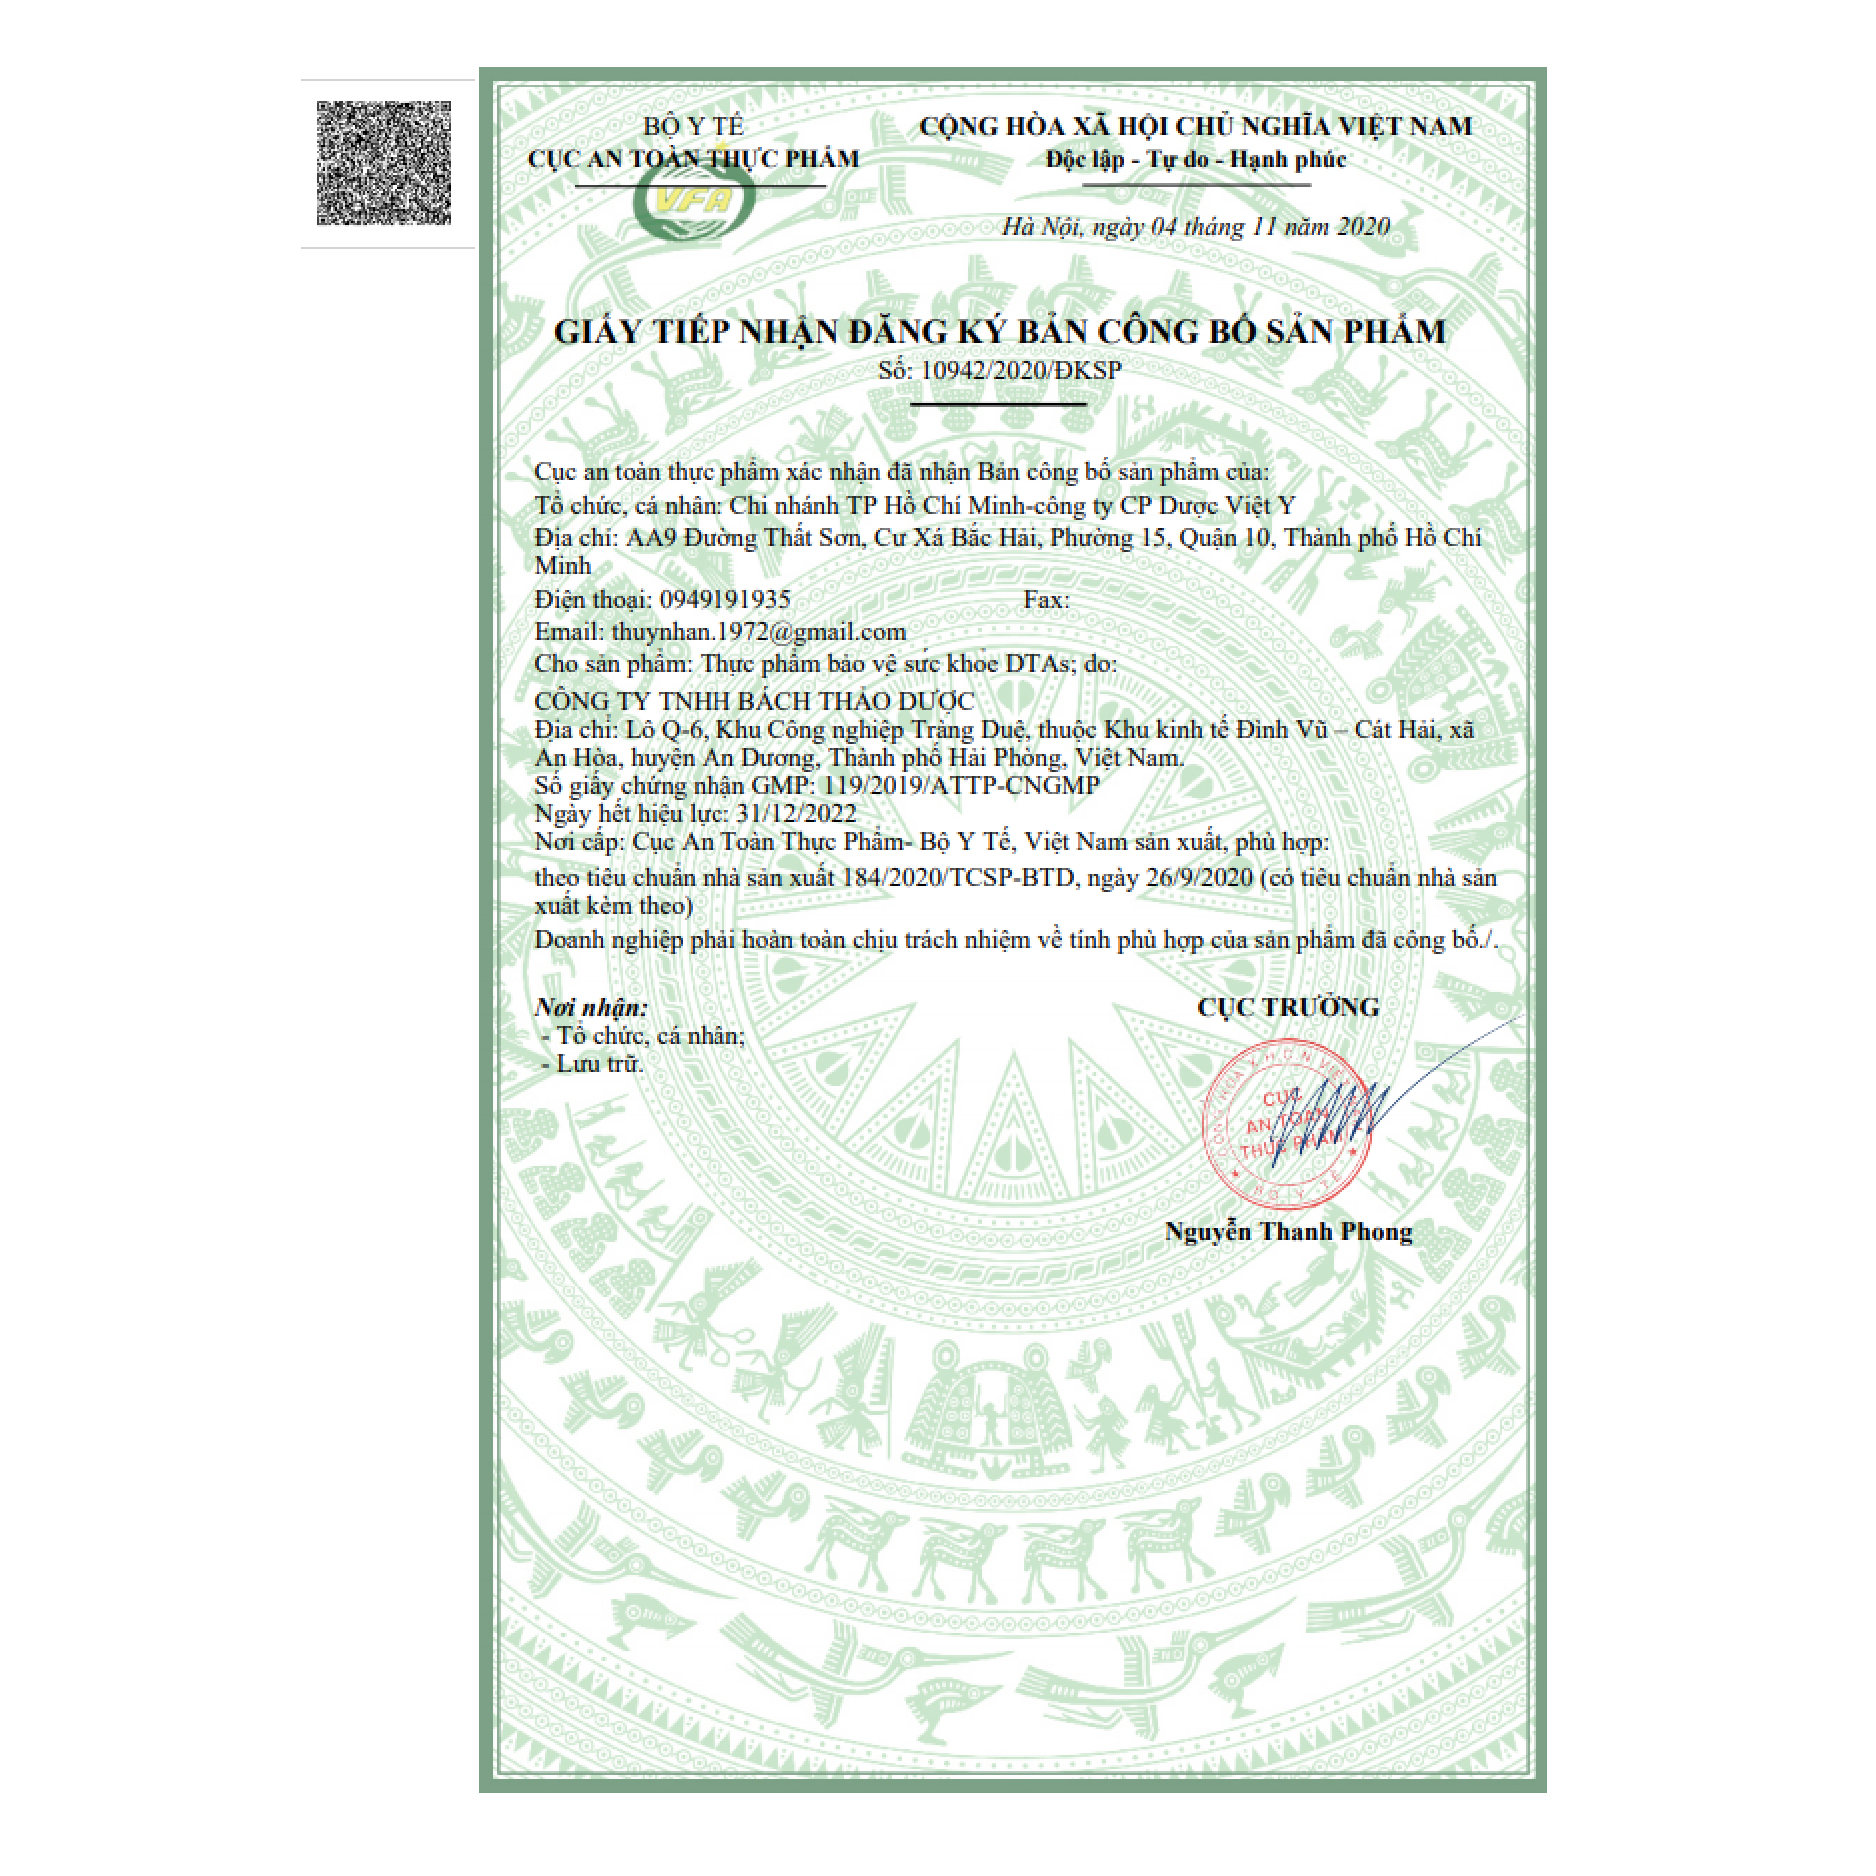 BỘ Y TẾ
CỤC AN TOÀN THỰC PHẨM
VFA
CỘNG HÒA XÃ HỘI CHỦ NGHĨA VIỆT NAM
Độc lập - Tự do - Hạnh phúc
Hà Nội, ngày 04 tháng 11 năm 2020
GIẤY TIẾP NHẬN ĐĂNG KÝ BẢN CÔNG BỐ SẢN PHẨM
Số: 10942/2020/ĐKSP
Cục an toàn thực phẩm xác nhận đã nhận Bản công bố sản phẩm của:
Tổ chức, cá nhân: Chi nhánh TP Hồ Chí Minh-công ty CP Dược Việt Y
Địa chỉ: AA9 Đường Thất Sơn, Cư Xá Bắc Hải, Phường 15, Quận 10, Thành phố Hồ Chí
Minh
Điện thoại: 0949191935 Fax:
Email: thuynhan.1972@gmail.com
Cho sản phẩm: Thực phẩm bảo vệ sức khỏe DTAs; do:
CÔNG TY TNHH BÁCH THẢO DƯỢC
Địa chỉ: Lô Q-6, Khu Công nghiệp Tràng Duệ, thuộc Khu kinh tế Đình Vũ – Cát Hải, xã
An Hòa, huyện An Dương, Thành phố Hải Phòng, Việt Nam.
Số giấy chứng nhận GMP: 119/2019/ATTP-CNGMP
Ngày hết hiệu lực: 31/12/2022
Nơi cấp: Cục An Toàn Thực Phẩm- Bộ Y Tế, Việt Nam sản xuất, phù hợp:
theo tiêu chuẩn nhà sản xuất 184/2020/TCSP-BTD, ngày 26/9/2020 (có tiêu chuẩn nhà sản
xuất kèm theo)
Doanh nghiệp phải hoàn toàn chịu trách nhiệm về tính phù hợp của sản phẩm đã công bố./.
Nơi nhận:
- Tổ chức, cá nhân;
- Lưu trữ.
CỤC TRƯỞNG
CỤC
AN TOÀN
THỰC PHẨM
BỘ Y TẾ
Nguyễn Thanh Phong